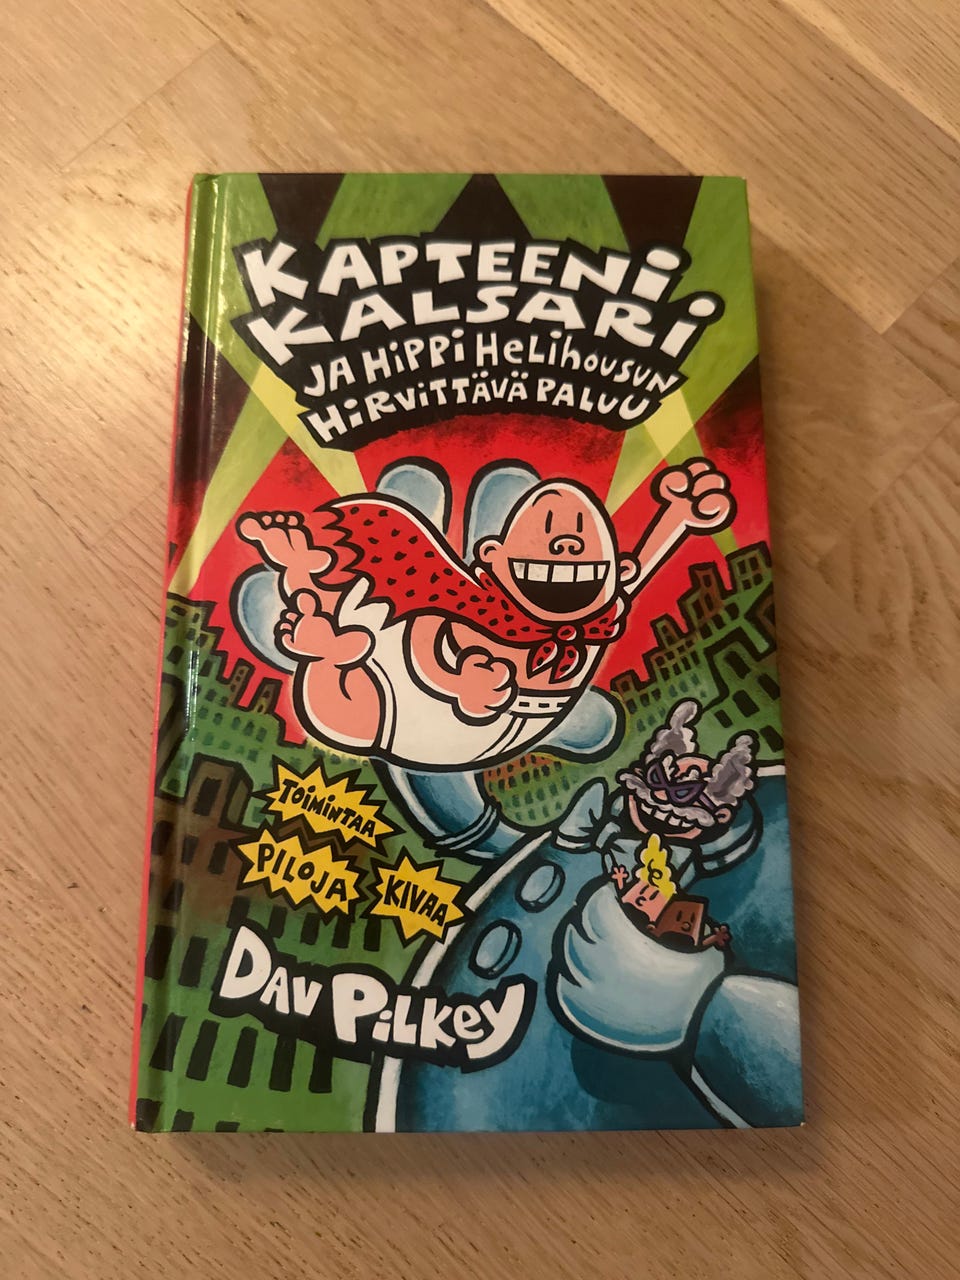 KAPTEENI
KALSARI
JA HIPPI HELIHOUSUN
HIRVITTÄVÄ PALUU
TOIMINTAA
PILOJA
KIVAA
DAV PILKEY